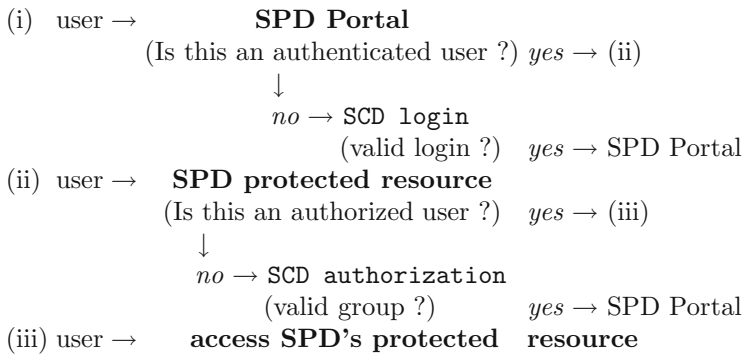 (i) user → SPD Portal
(Is this an authenticated user ?) yes → (ii)
↓
no → SCD login
(valid login ?) yes → SPD Portal
(ii) user → SPD protected resource
(Is this an authorized user ?) yes → (iii)
↓
no → SCD authorization
(valid group ?) yes → SPD Portal
(iii) user → access SPD's protected resource